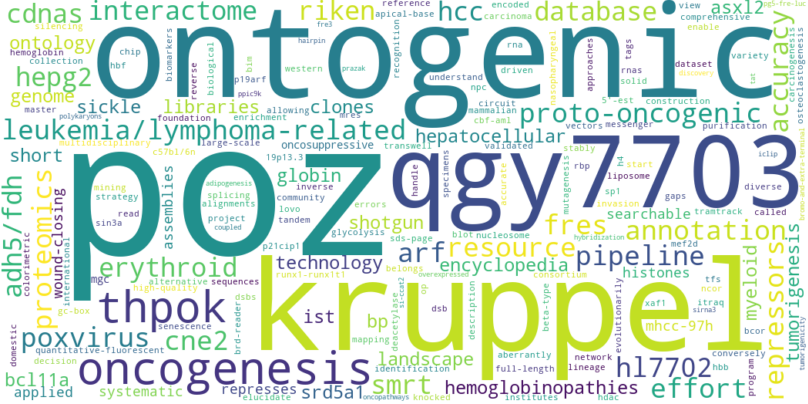 cdnas interactome riken hcc database asxl2
ontogenic
silencing
ontology
hemoglobin
collection
hepg2
genome
master
chip
hbf
biomarkers
reverse
biological
p19arf
ppic9k
fre3
hairpin
western
prazak
bim
reference
apical-base
carcinoma
recognition
encoded
rna
driven
understand
npc
circuit
mammalian
cbf-aml
nasopharyngeal
approaches
rnas
tags
solid
5'-est
view
comprehensive
enable
dataset
discovery
variety
tat
construction
accuracy
carcinogenesis
osteoclastogenesis
sickle libraries clones proto-oncogenic
polykaryons
foundation
enrichment
allowing
mres
leukemia/lymphoma-related
hepatocellular
vectors
messenger
purification
short
multidisciplinary
c57bl/6n
large-scale
19p13.3
oncosuppressive
transwell
validated
stably
poz
qgy7703
adh5/fdh
colorimetric
proteomics
wound-closing
international
mining
strategy
read
sin3a
assemblies
adipogenesis
splicing
alignments
project
coupled
globin
inverse
community
lovo
tandem
errors
handle
specimens
accurate
h4
start
invasion
sp1
rbp
liposome
mutagenesis
iclip
gaps
diverse
searchable
tramtrack
called
shotgun
fres
annotation
erythroid
p21cip1
glycolysis
sds-page
blot
nucleosome
hybridization
mef2d
arf resource pipeline
mgc
alternative
sequences
high-quality
technology
runx1-runx1t1
belongs
overexpressed
encyclopedia
histones
tfs
ncor
kruppel
gc-box
thpok
dsbs
senescence
ist
deacetylase
mapping
si-ccat2
op
description
dsb
consortium
beta-type
evolutionarily
xaf1
itraq
sirna3
mhcc-97h
myeloid
bcor
repressors
tumorigenesis
tumorigenicity
poxvirus
cne2
bp
domestic
quantitative-fluorescent
decision
brd-reader
identification
landscape
aberrantly
full-length
network
lineage
conversely
hbb
program
bcl11a
oncogenesis
smrt
hl7702
applied
systematic
represses
srd5a1
hemoglobinopathies
effort
elucidate
oncopathways
knocked
institutes
hdac